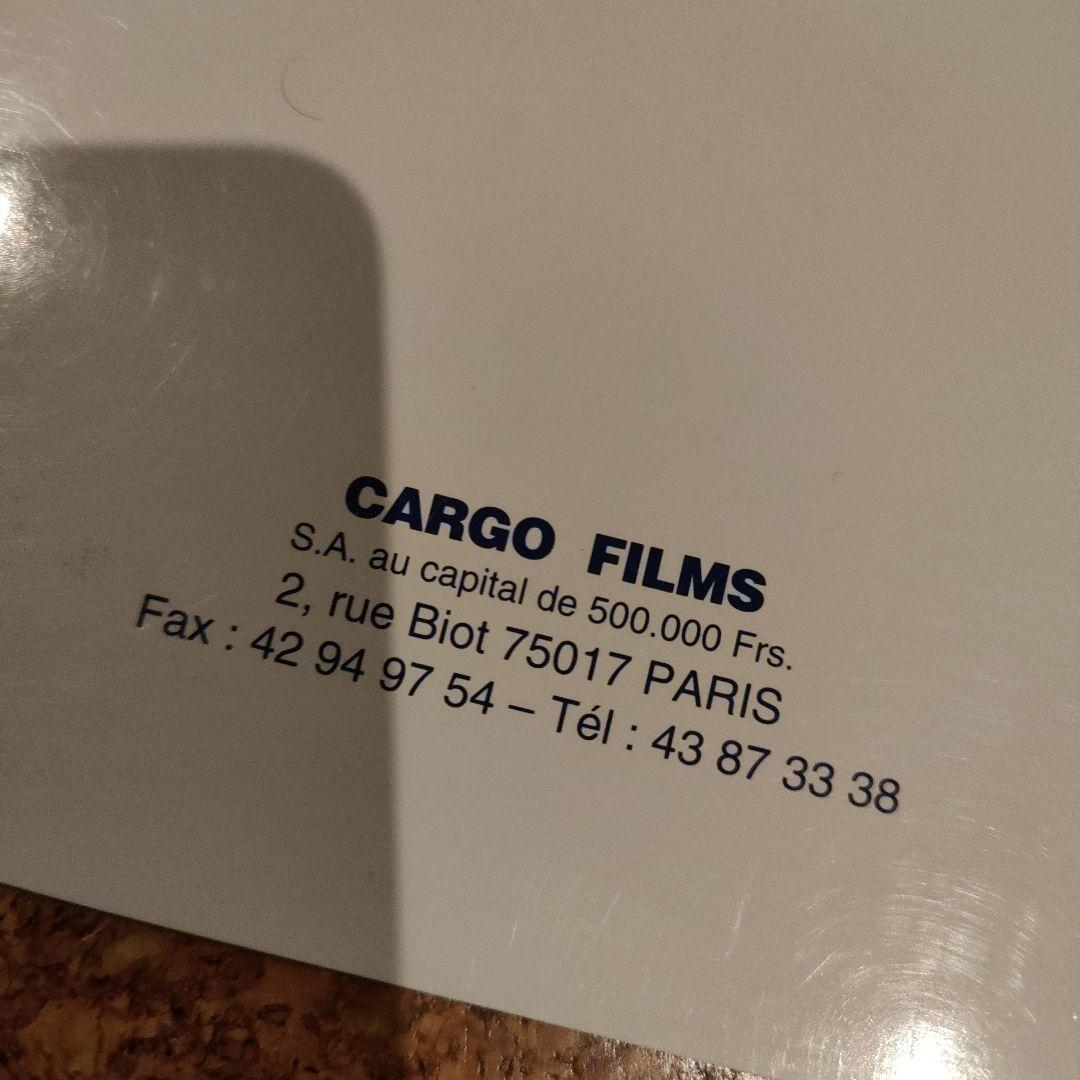 CARGO FILMS
S.A. au capital de 500.000 Frs.
2, rue Biot 75017 PARIS
Fax : 42 94 97 54 – Tél : 43 87 33 38